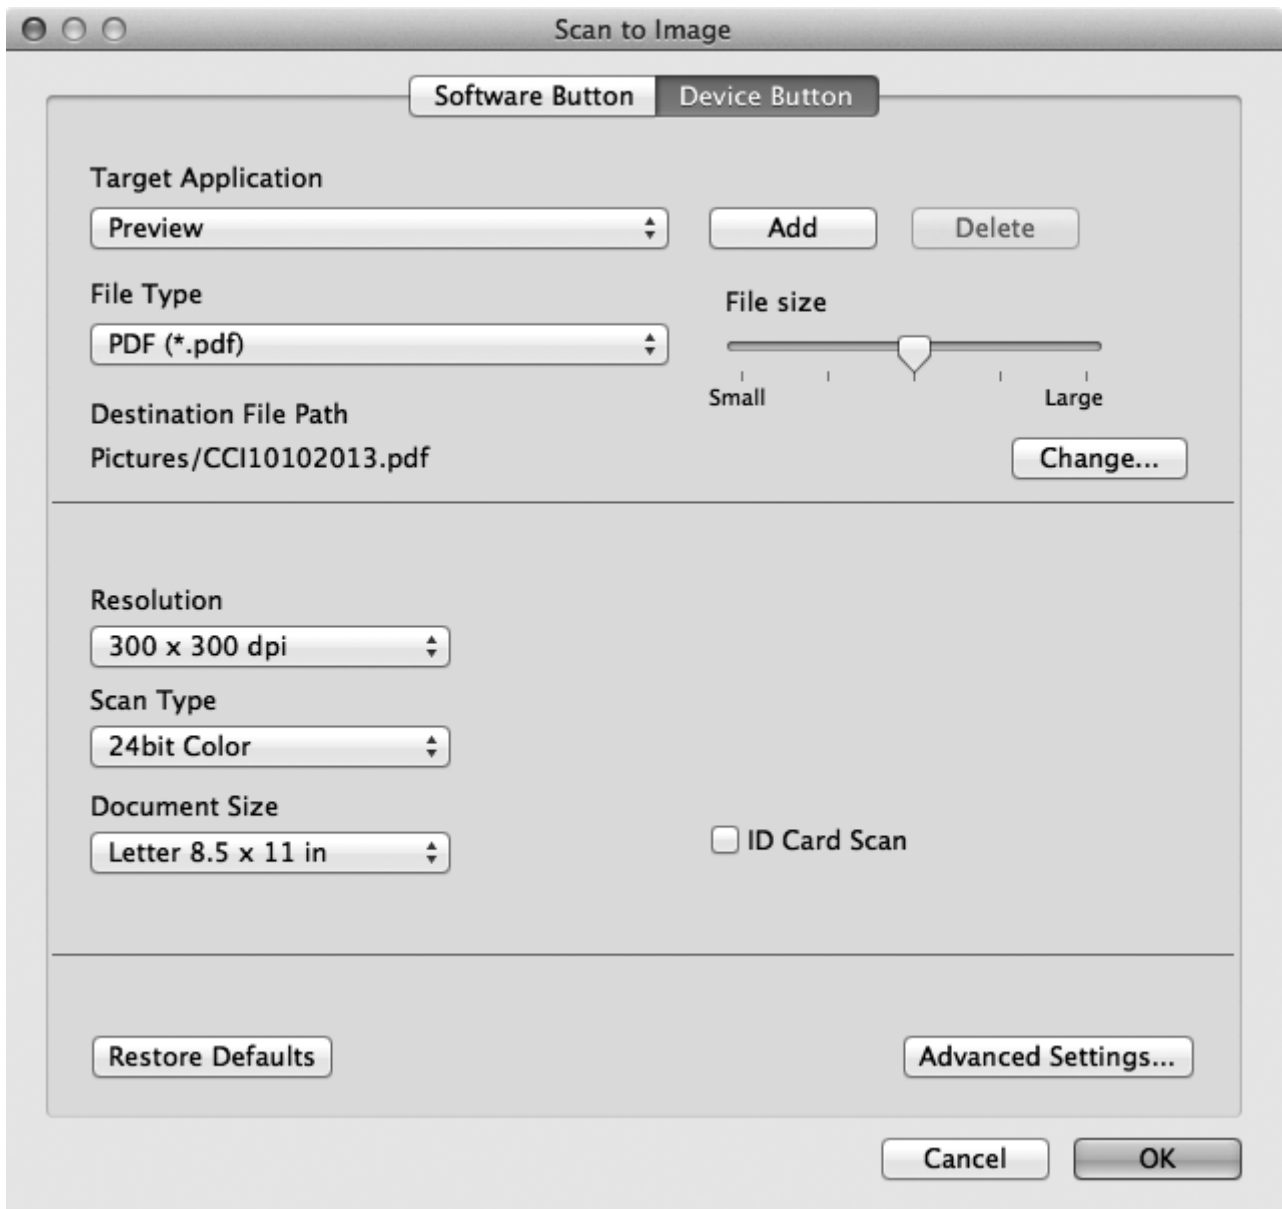 Scan to Image
Software Button Device Button
Target Application
Preview Add Delete
File Type
File size
PDF (*.pdf)
Small Large
Destination File Path
Pictures/CCI10102013.pdf Change...
Resolution
300 x 300 dpi
Scan Type
24bit Color
Document Size
Letter 8.5 x 11 in ID Card Scan
Restore Defaults Advanced Settings...
Cancel OK